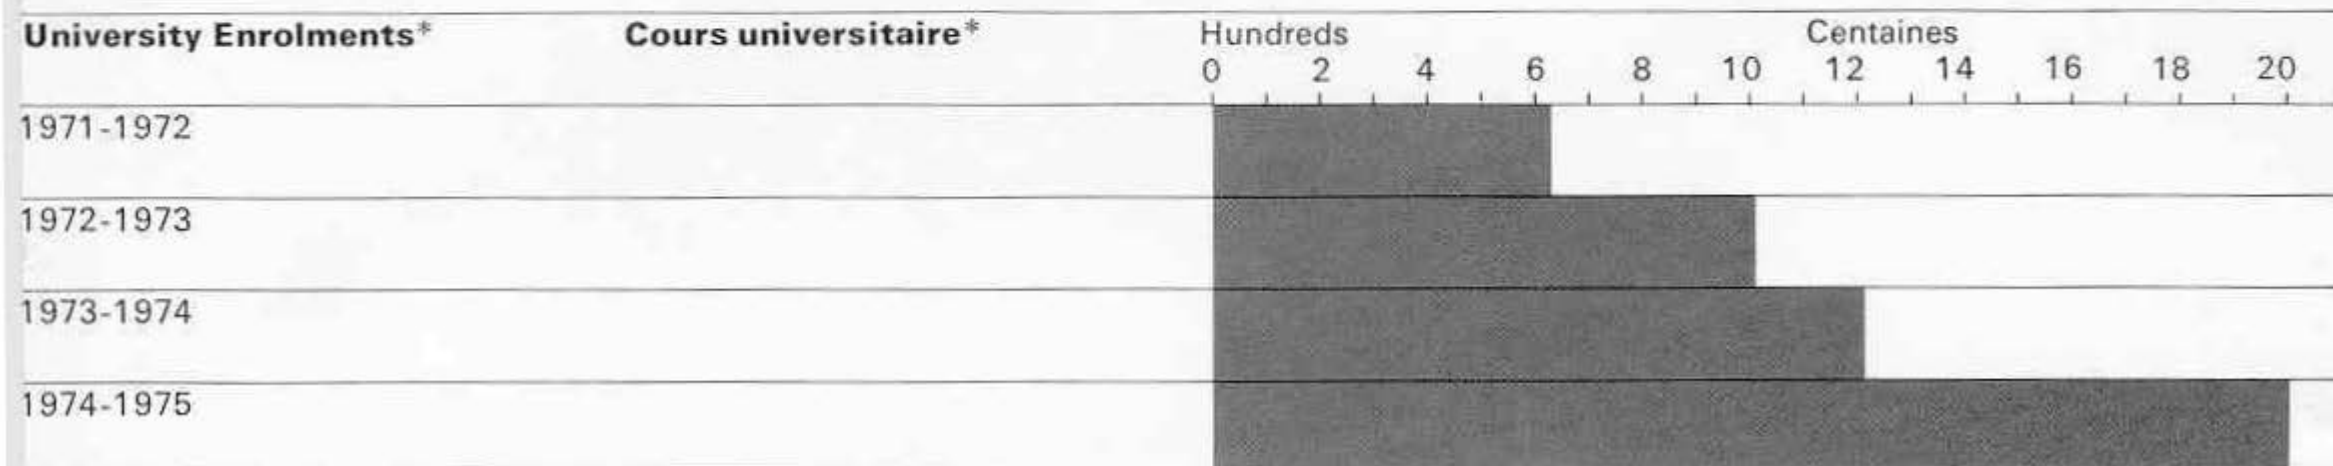 University Enrolments* Cours universitaire* Hundreds Centaines
0 2 4 6 8 10 12 14 16 18 20
1971-1972
1972-1973
1973-1974
1974-1975